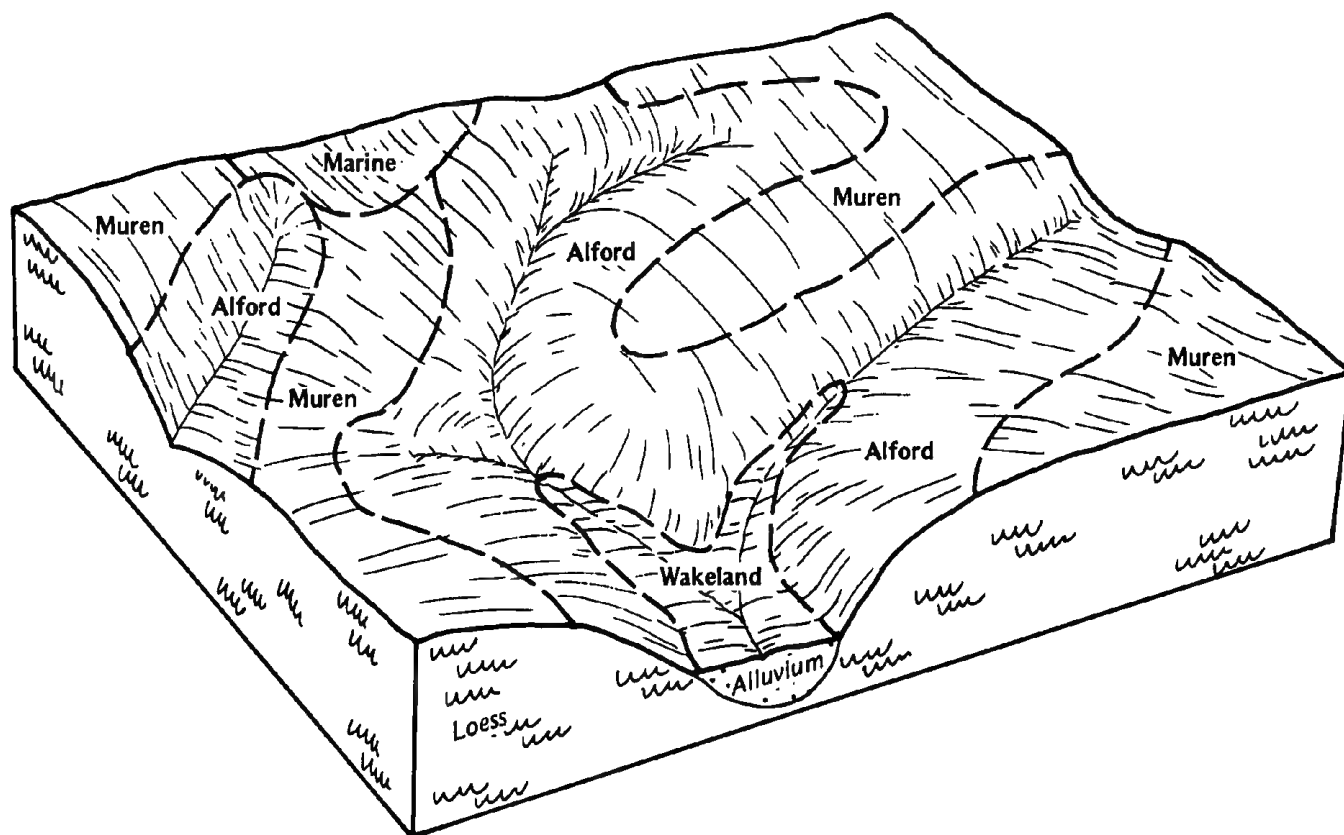 Marine
Muren
Muren
Alford
Alford
Muren
Muren
Alford
Wakeland
Alluvium
Loess